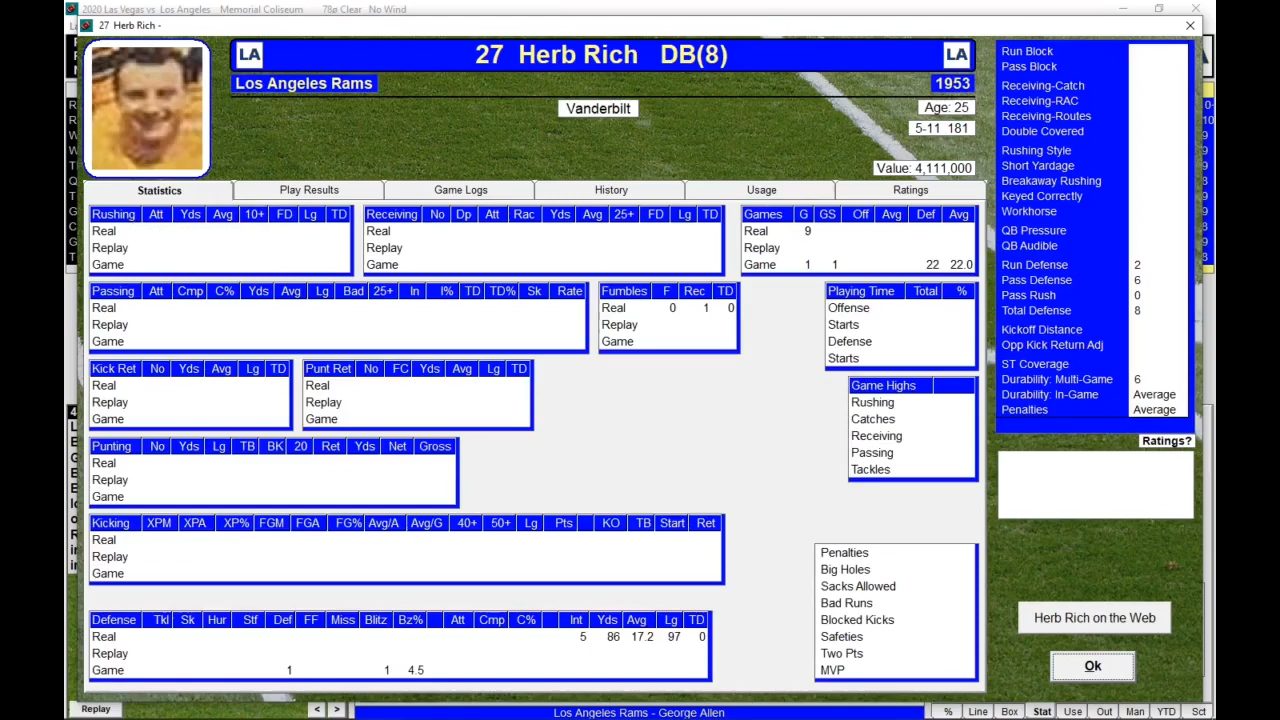 2020 Las Vegas vs Los Angeles Memorial Coliseum 78ø Clear No Wind
27 Herb Rich -
LA
27 Herb Rich DB(8)
LA
Los Angeles Rams
1953
Vanderbilt
Age: 25
5-11 181
Value: 4,111,000
Statistics Play Results Game Logs History Usage Ratings
Rushing Att Yds Avg 10+ FD Lg TD
Real
Replay
Game
Receiving No Dp Att Rac Yds Avg 25+ FD Lg TD
Real
Replay
Game
Games G GS Off Avg Def Avg
Real 9
Replay
Game 1 1 22 22.0
Passing Att Cmp C% Yds Avg Lg Bad 25+ In I% TD TD% Sk Rate
Real
Replay
Game
Fumbles F Rec TD
Real 0 1 0
Replay
Game
Playing Time Total %
Offense
Starts
Defense
Starts
Kick Ret No Yds Avg Lg TD
Real
Replay
Game
Punt Ret No FC Yds Avg Lg TD
Real
Replay
Game
Game Highs
Rushing
Catches
Receiving
Passing
Tackles
Punting No Yds Lg TB BK 20 Ret Yds Net Gross
Real
Replay
Game
Kicking XPM XPA XP% FGM FGA FG% Avg/A Avg/G 40+ 50+ Lg Pts KO TB Start Ret
Real
Replay
Game
Penalties
Big Holes
Sacks Allowed
Bad Runs
Blocked Kicks
Safeties
Two Pts
MVP
Defense Tkl Sk Hur Stf Def FF Miss Blitz Bz% Att Cmp C% Int Yds Avg Lg TD
Real 5 86 17.2 97 0
Replay
Game 1 1 4.5
Run Block
Pass Block
Receiving-Catch
Receiving-RAC
Receiving-Routes
Double Covered
Rushing Style
Short Yardage
Breakaway Rushing
Keyed Correctly
Workhorse
QB Pressure
QB Audible
Run Defense 2
Pass Defense 6
Pass Rush 0
Total Defense 8
Kickoff Distance
Opp Kick Return Adj
ST Coverage
Durability: Multi-Game 6
Durability: In-Game Average
Penalties Average
Ratings?
Herb Rich on the Web
Ok
Replay < > Los Angeles Rams - George Allen % Line Box Stat Use Out Man YTD Sct